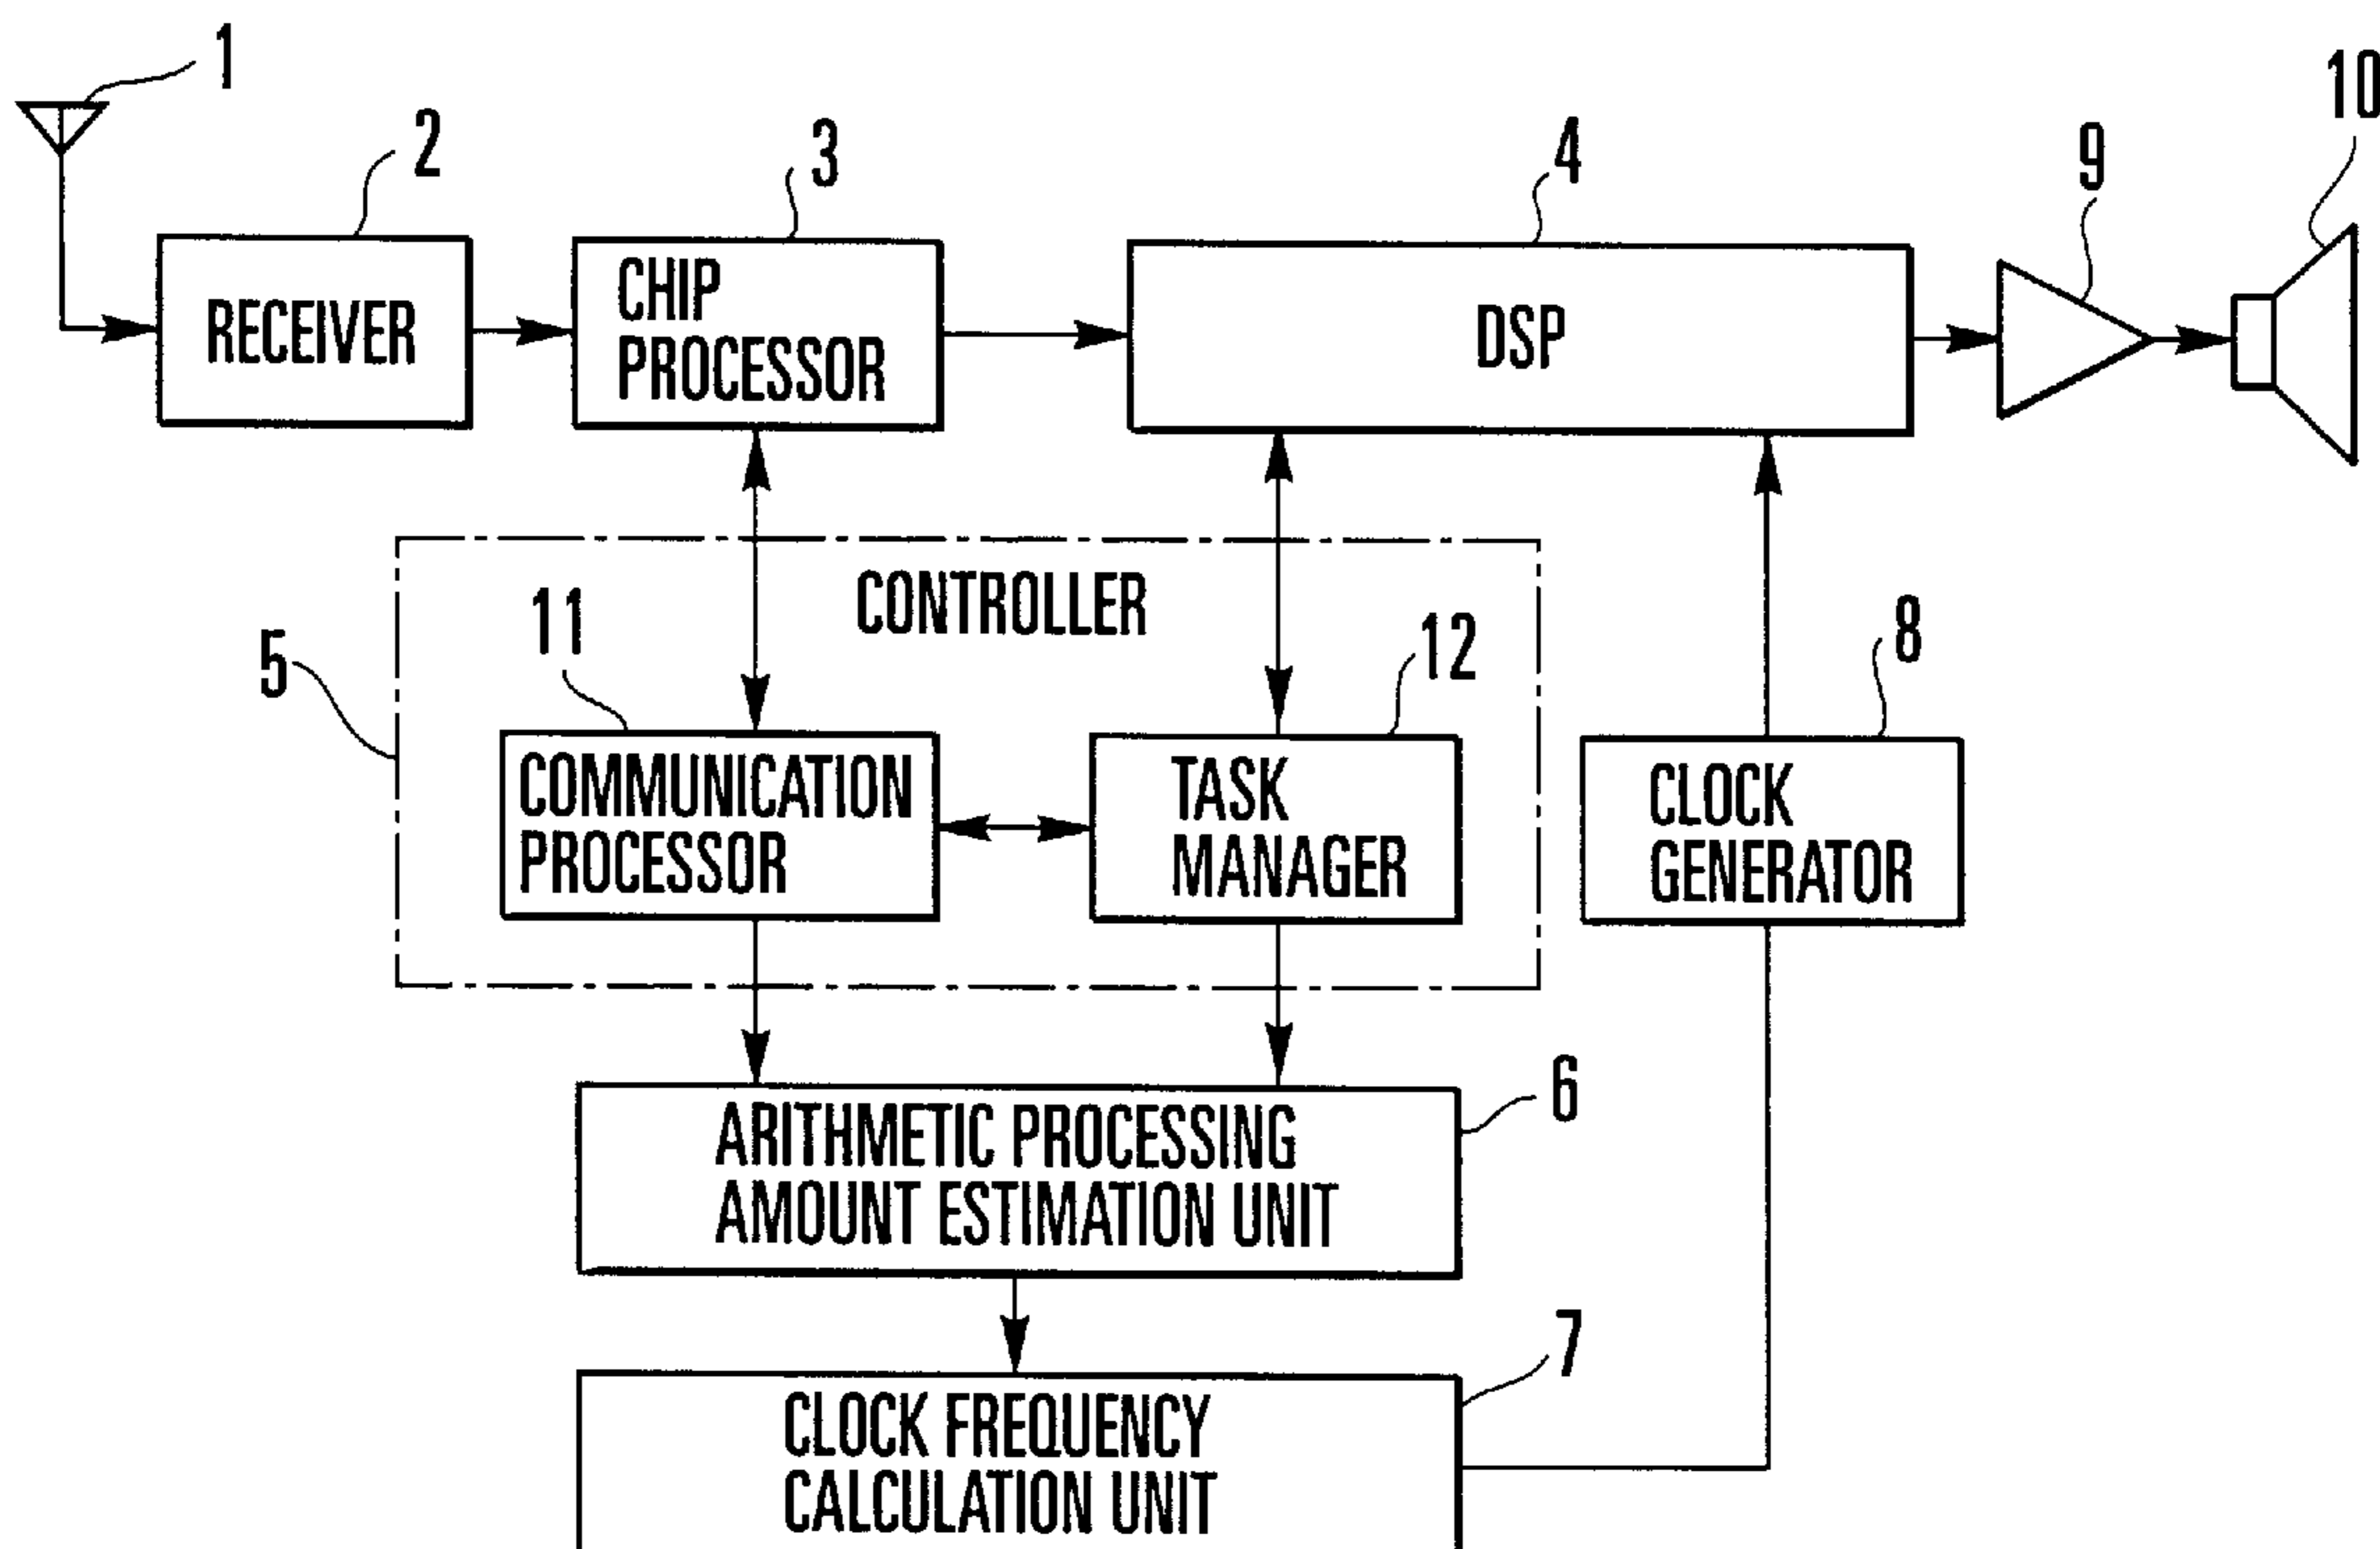 1
2
3
4
9
10
RECEIVER
CHIP
PROCESSOR
DSP
CONTROLLER
5
11
12
8
COMMUNICATION
PROCESSOR
TASK
MANAGER
CLOCK
GENERATOR
6
ARITHMETIC PROCESSING
AMOUNT ESTIMATION UNIT
7
CLOCK FREQUENCY
CALCULATION UNIT